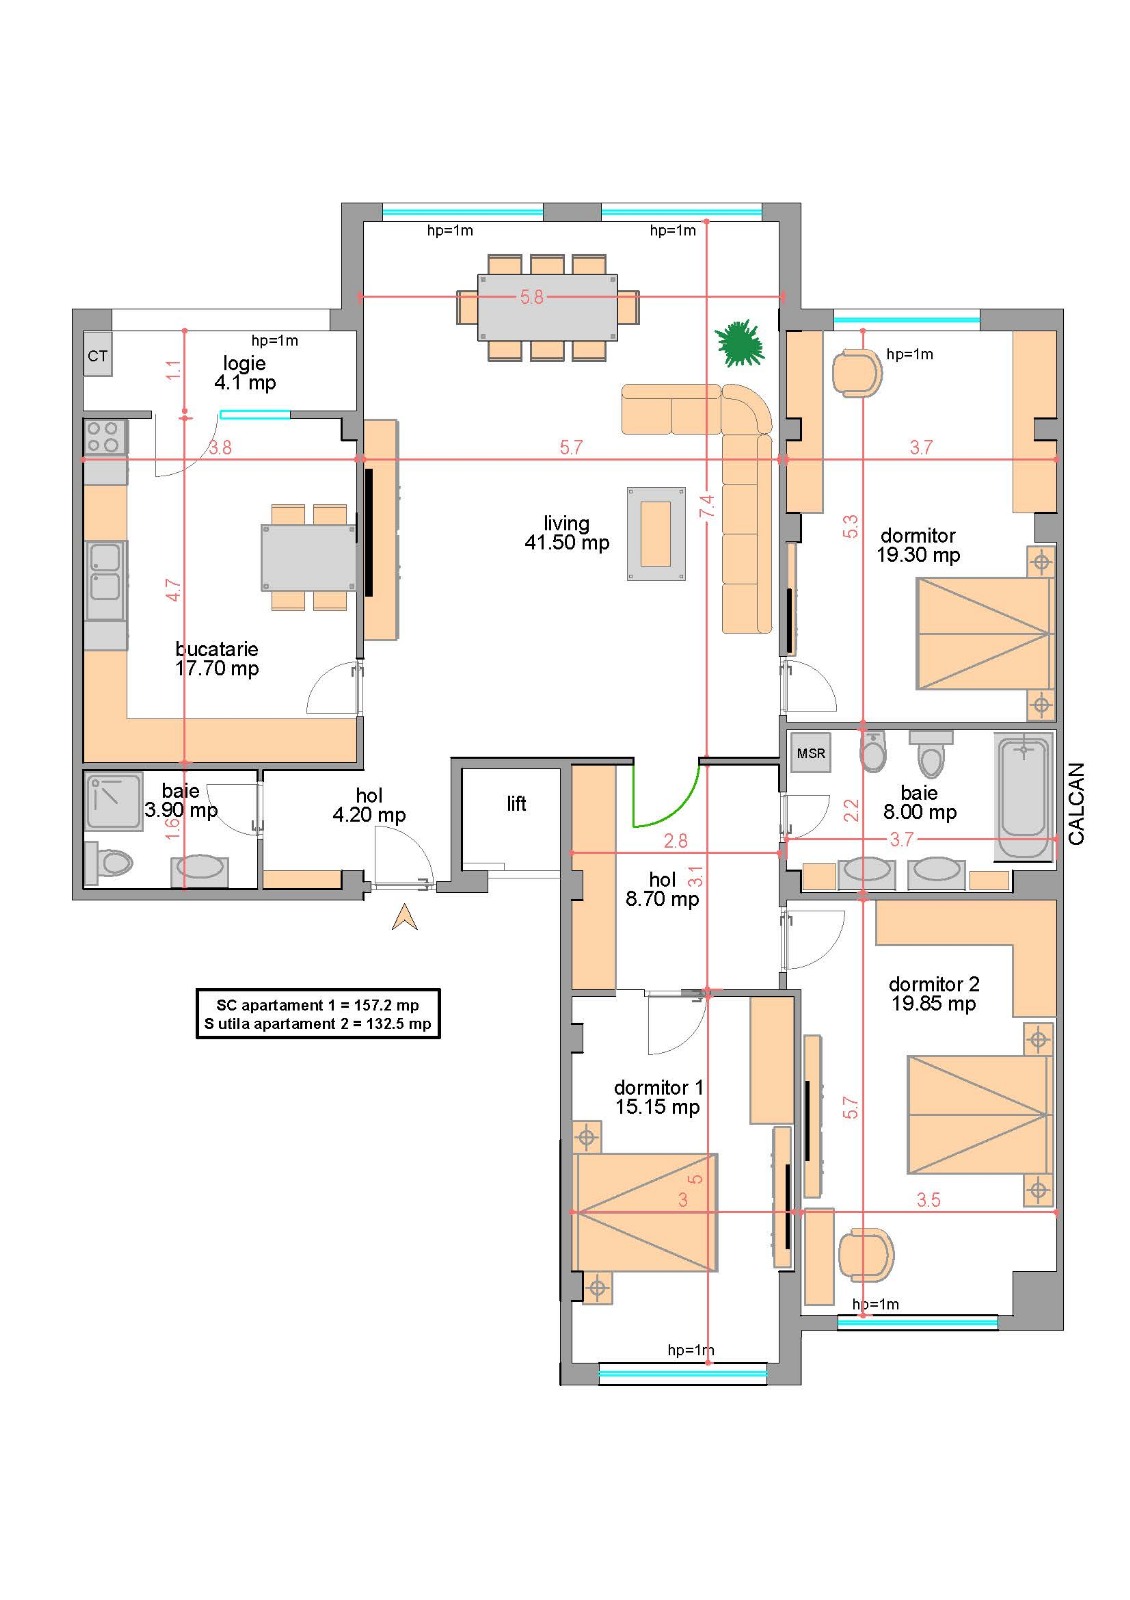 hp=1m
hp=1m
5.8
CT
hp=1m
logie
4.1 mp
1.1
hp=1m
3.8
5.7
3.7
7.4
5.3
living
41.50 mp
dormitor
19.30 mp
4.7
bucatarie
17.70 mp
MSR
baie
3.90 mp
1.6
hol
4.20 mp
lift
2.2
baie
8.00 mp
3.7
CALCAN
2.8
3.1
hol
8.70 mp
SC apartament 1 = 157.2 mp
S utila apartament 2 = 132.5 mp
dormitor 2
19.85 mp
dormitor 1
15.15 mp
5.7
5
3
3.5
hp=1m
hp=1m